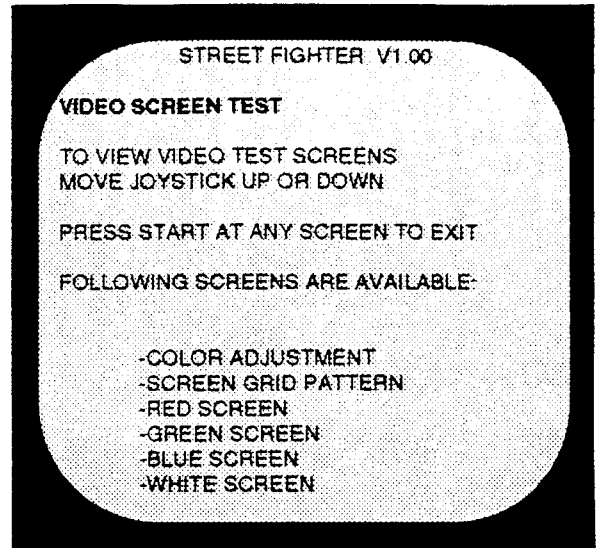 STREET FIGHTER V1.00
VIDEO SCREEN TEST
TO VIEW VIDEO TEST SCREENS
MOVE JOYSTICK UP OR DOWN
PRESS START AT ANY SCREEN TO EXIT
FOLLOWING SCREENS ARE AVAILABLE-
-COLOR ADJUSTMENT
-SCREEN GRID PATTERN
-RED SCREEN
-GREEN SCREEN
-BLUE SCREEN
-WHITE SCREEN